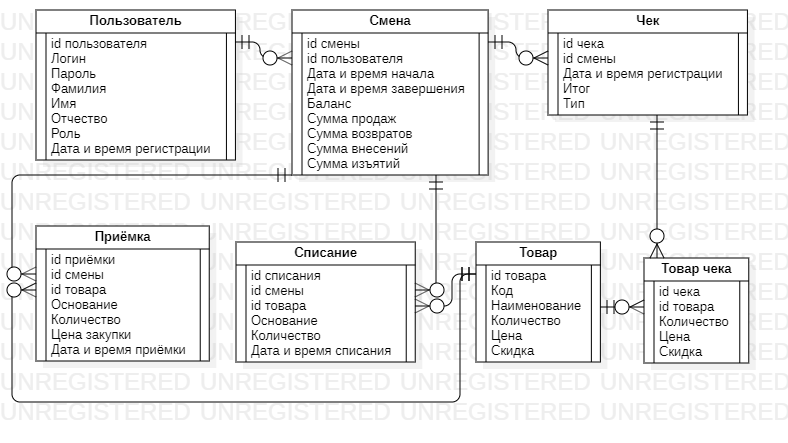 Пользователь
id пользователя
Логин
Пароль
Фамилия
Имя
Отчество
Роль
Дата и время регистрации
Смена
id смены
id пользователя
Дата и время начала
Дата и время завершения
Баланс
Сумма продаж
Сумма возвратов
Сумма внесений
Сумма изъятий
Чек
id чека
id смены
Дата и время регистрации
Итог
Тип
Приёмка
id приёмки
id смены
id товара
Основание
Количество
Цена закупки
Дата и время приёмки
Списание
id списания
id смены
id товара
Основание
Количество
Дата и время списания
Товар
id товара
Код
Наименование
Количество
Цена
Скидка
Товар чека
id чека
id товара
Количество
Цена
Скидка
UNREGISTERED UNREGISTERED UNREGISTERED UNREGISTERED